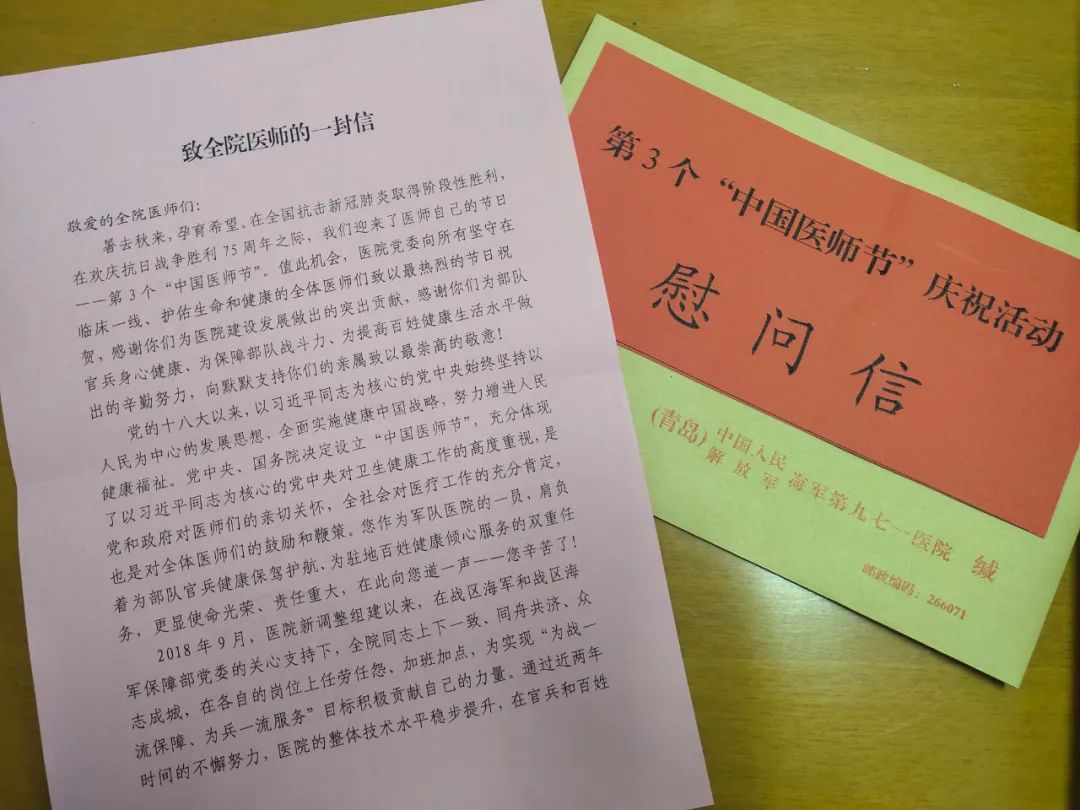 致全院医师的一封信
敬爱的全院医师们：
暑去秋来，孕育希望。在全国抗击新冠肺炎取得阶段性胜利，
在欢庆抗日战争胜利75周年之际，我们迎来了医师自己的节日
——第3个“中国医师节”。值此机会，医院党委向所有坚守在
临床一线、护佑生命和健康的全体医师们致以最热烈的节日祝
贺，感谢你们为医院建设发展做出的突出贡献，感谢你们为部队
官兵身心健康、为保障部队战斗力、为提高百姓健康生活水平做
出的辛勤努力，向默默支持你们的亲属致以最崇高的敬意！
党的十八大以来，以习近平同志为核心的党中央始终坚持以
人民为中心的发展思想，全面实施健康中国战略，努力增进人民
健康福祉。党中央、国务院决定设立“中国医师节”，充分体现
了以习近平同志为核心的党中央对卫生健康工作的高度重视，是
党和政府对医师们的亲切关怀，全社会对医疗工作的充分肯定，
也是对全体医师们的鼓励和鞭策。您作为军队医院的一员，肩负
着为部队官兵健康保驾护航、为驻地百姓健康倾心服务的双重任
务，更显使命光荣、责任重大，在此向您道一声——您辛苦了！
2018年9月，医院新调整组建以来，在战区海军和战区海
军保障部党委的关心支持下，全院同志上下一致、同舟共济、众
志成城，在各自的岗位上任劳任怨、加班加点，为实现“为战一
流保障、为兵一流服务”目标积极贡献自己的力量。通过近两年
时间的不懈努力，医院的整体技术水平稳步提升，在官兵和百姓
第3个“中国医师节”庆祝活动
慰问信
(青岛)中国人民解放军海军第九七一医院 缄
邮政编码：266071